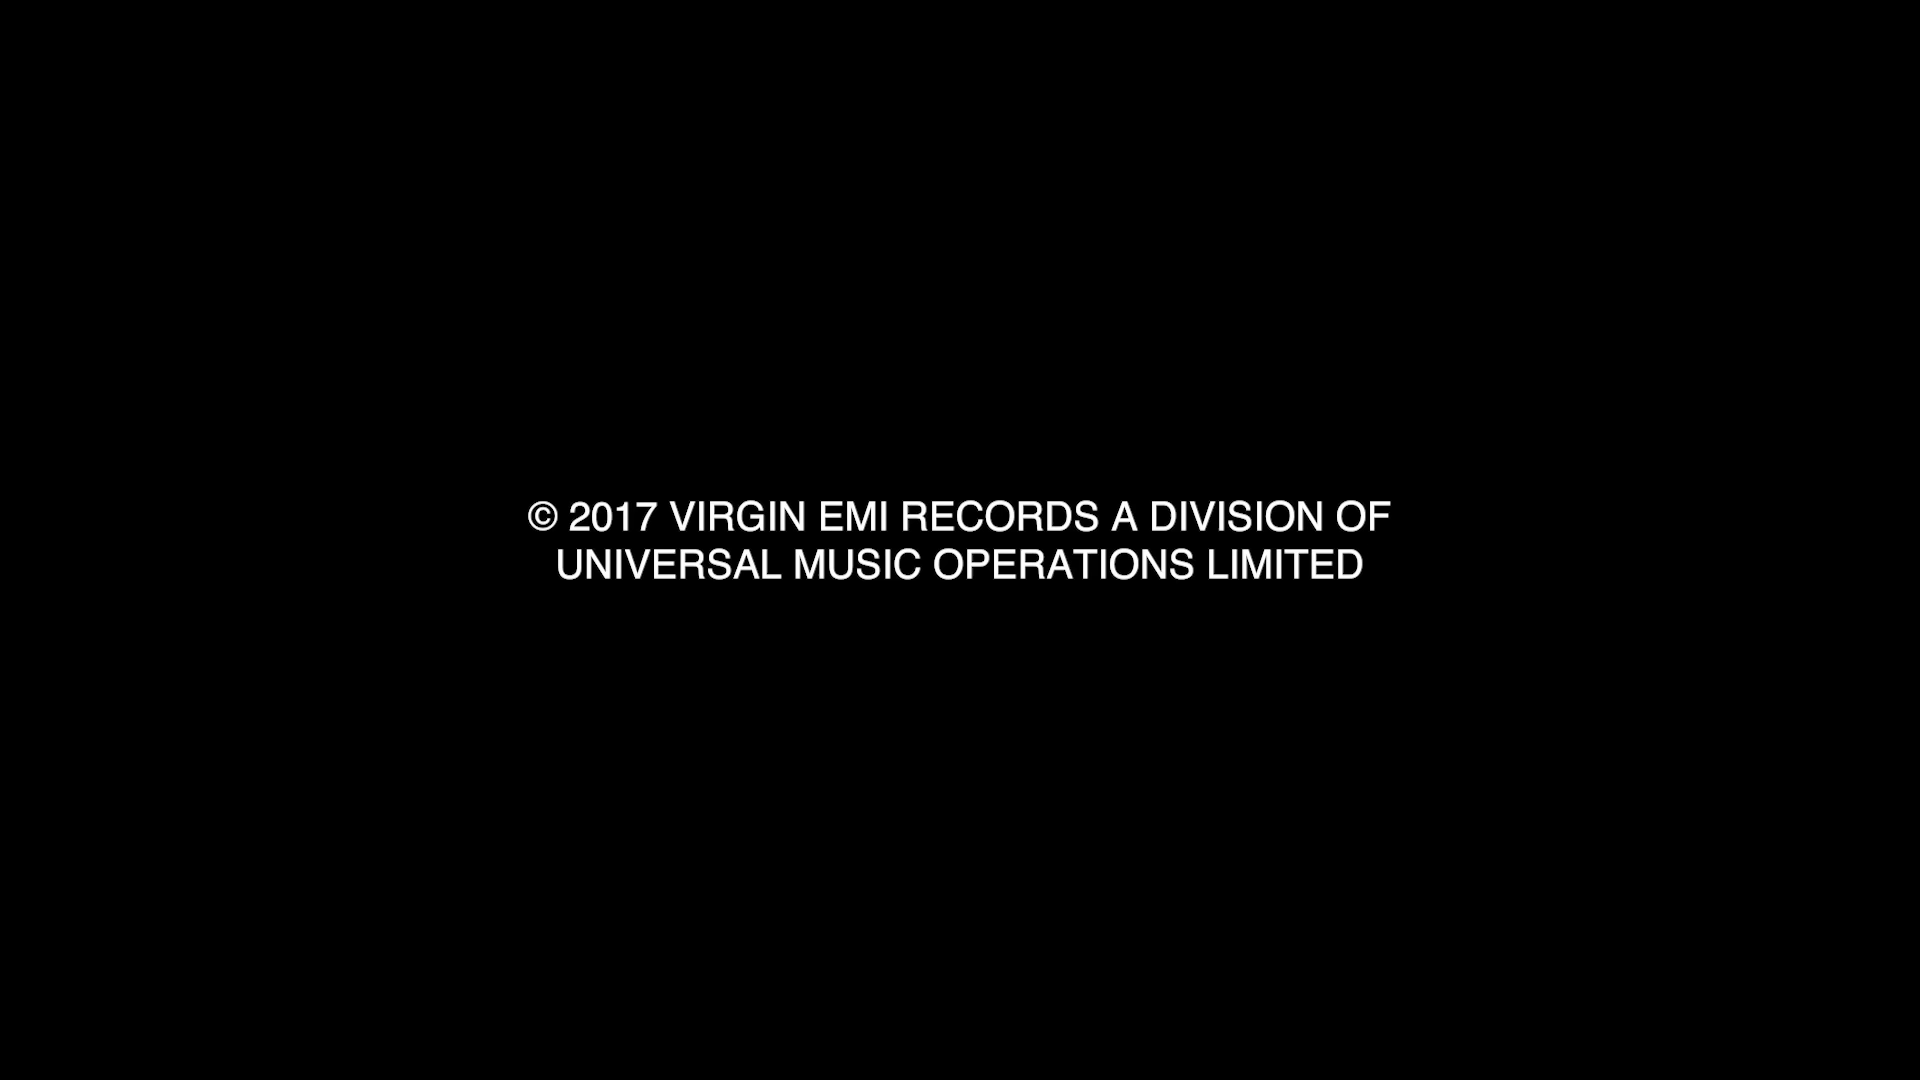 © 2017 VIRGIN EMI RECORDS A DIVISION OF
UNIVERSAL MUSIC OPERATIONS LIMITED